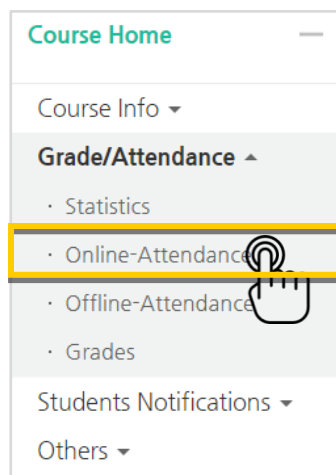 Course Home
Course Info
Grade/Attendance
· Statistics
· Online-Attendance
· Offline-Attendance
· Grades
Students Notifications
Others